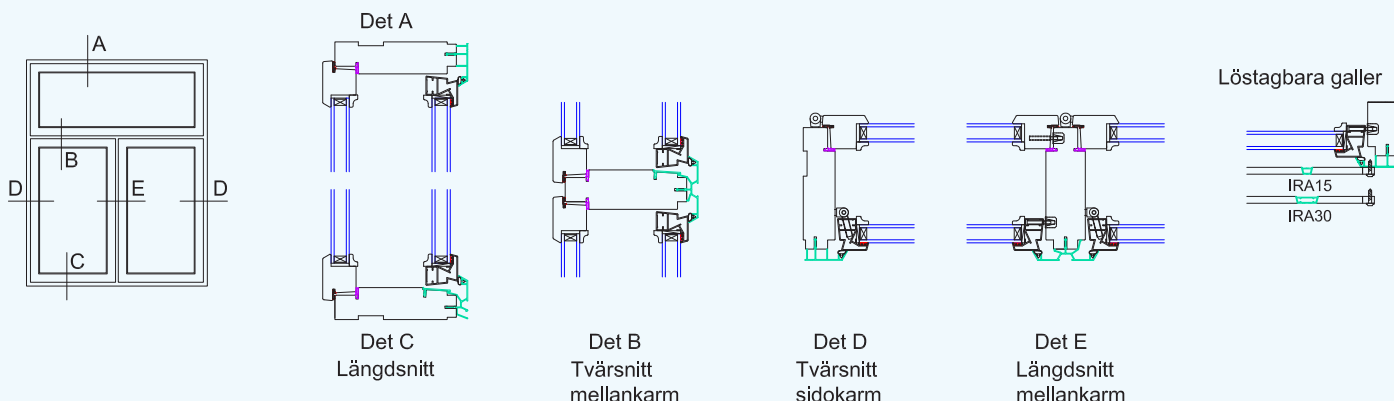 A
B
D
E
D
C
Det A
Det C
Längdsnitt
Det B
Tvärsnitt
mellankarm
Det D
Tvärsnitt
sidokarm
Det E
Längdsnitt
mellankarm
Löstagbara galler
IRA15
IRA30